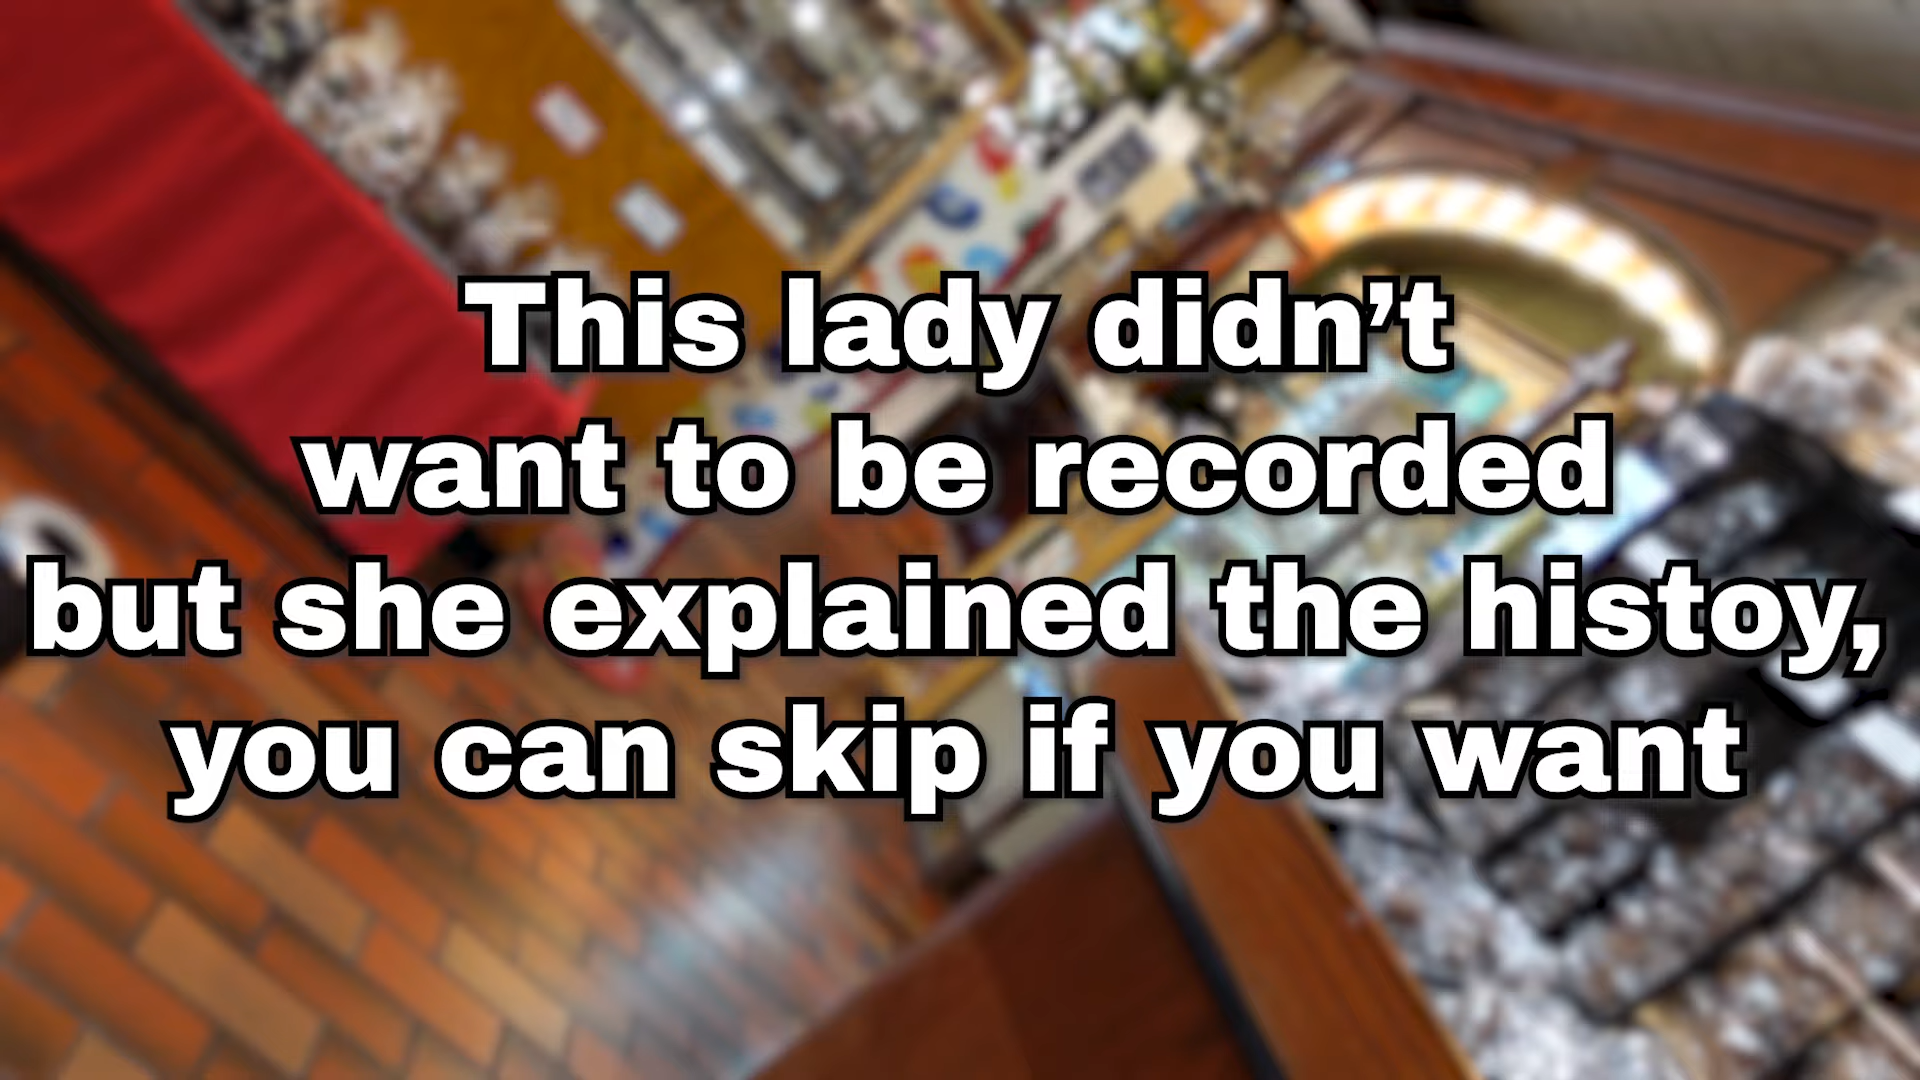 This lady didn’t
want to be recorded
but she explained the histoy,
you can skip if you want